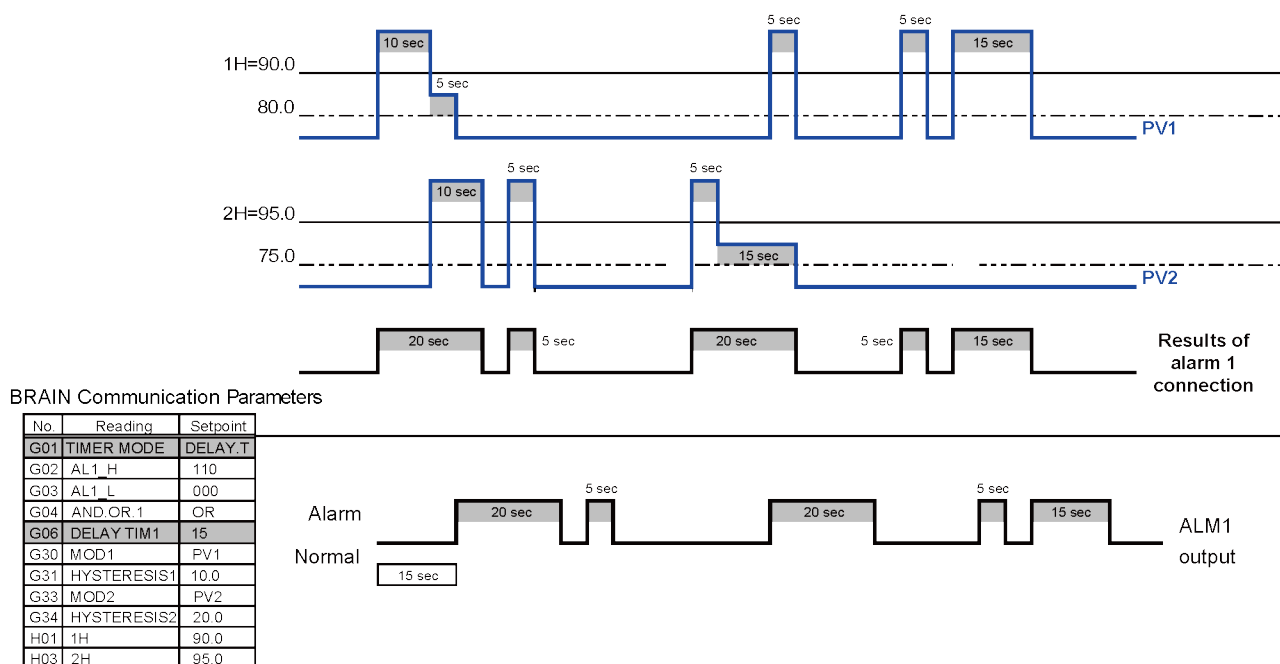 5 sec 5 sec
10 sec 15 sec
1H=90.0
5 sec
80.0
PV1
5 sec 5 sec
10 sec
2H=95.0
75.0 15 sec
PV2
20 sec 5 sec 20 sec 5 sec 15 sec
Results of
alarm 1
connection
BRAIN Communication Parameters
No. Reading Setpoint
G01 TIMER MODE DELAY.T
G02 AL1_H 110
G03 AL1_L 000
G04 AND.OR.1 OR
G06 DELAY TIM1 15
G30 MOD1 PV1
G31 HYSTERESIS1 10.0
G33 MOD2 PV2
G34 HYSTERESIS2 20.0
H01 1H 90.0
H03 2H 95.0
5 sec 5 sec
Alarm 20 sec 20 sec 15 sec
Normal
ALM1
output
15 sec